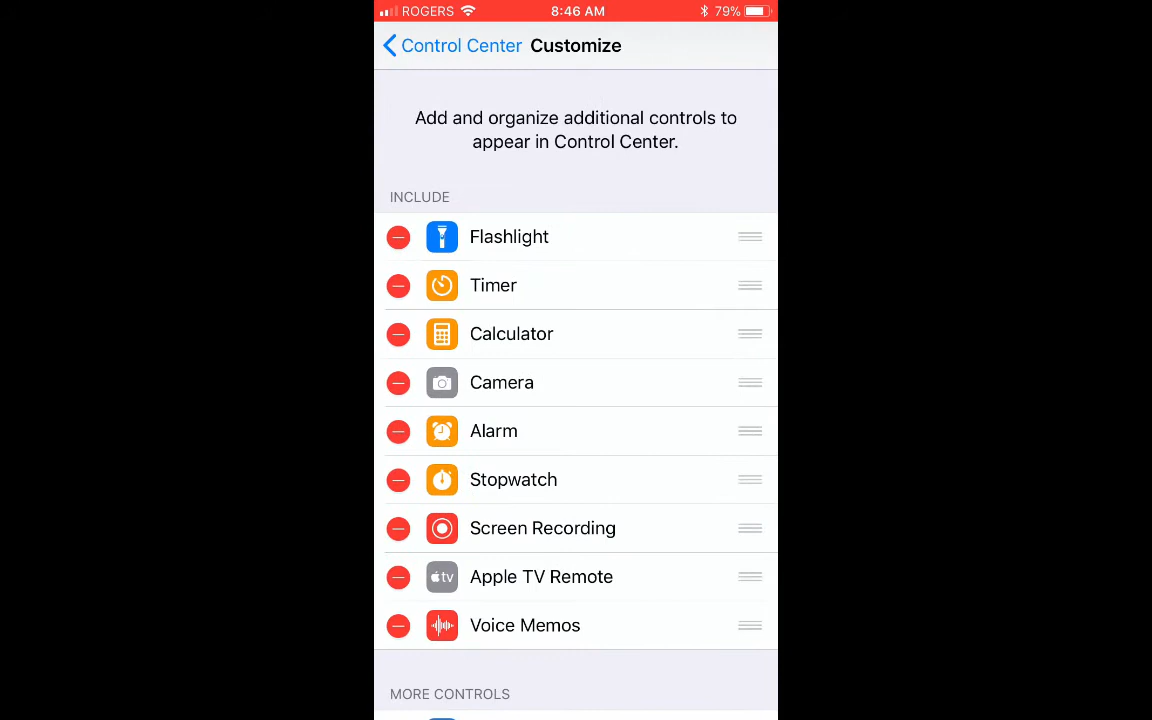 ROGERS 8:46 AM 79%
Control Center Customize
Add and organize additional controls to
appear in Control Center.
INCLUDE
Flashlight
Timer
Calculator
Camera
Alarm
Stopwatch
Screen Recording
tv Apple TV Remote
Voice Memos
MORE CONTROLS